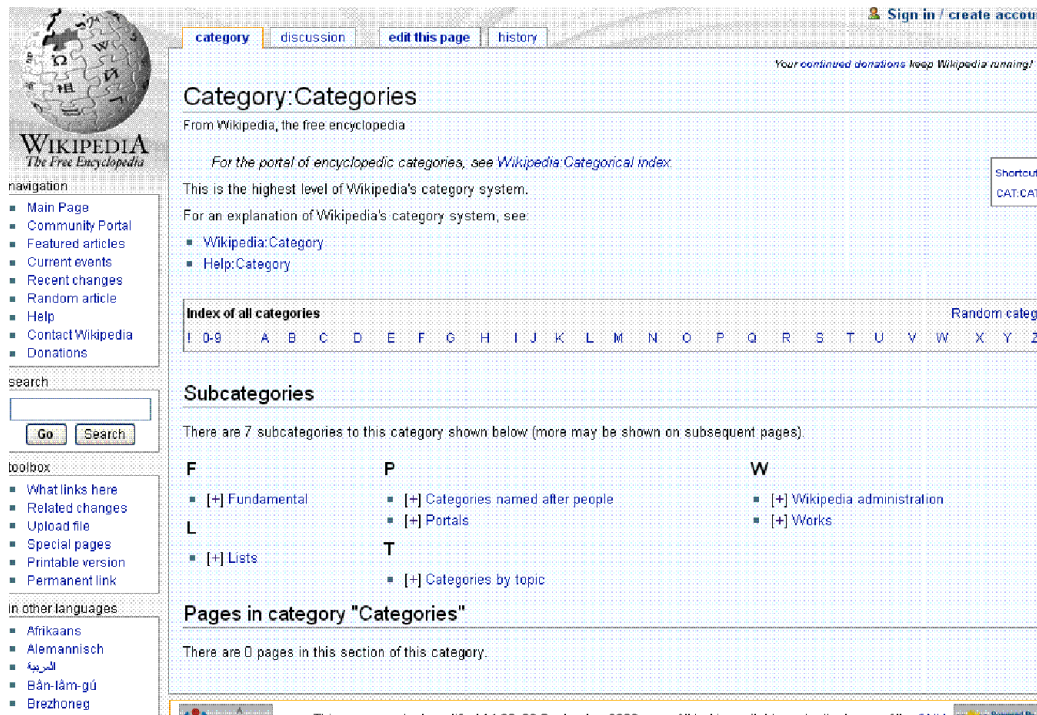 Sign in / create accou
category discussion edit this page history
Your continued donations keep Wikipedia running!
WIKIPEDIA
The Free Encyclopedia
Category:Categories
From Wikipedia, the free encyclopedia
For the portal of encyclopedic categories, see Wikipedia:Categorical index.
Shortcut
CAT:CAT
This is the highest level of Wikipedia's category system.
For an explanation of Wikipedia's category system, see:
Wikipedia:Category
Help:Category
Index of all categories Random categ
! 0-9 A B C D E F G H I J K L M N O P Q R S T U V W X Y Z
Subcategories
There are 7 subcategories to this category shown below (more may be shown on subsequent pages).
F
[+] Fundamental
L
[+] Lists
P
[+] Categories named after people
[+] Portals
T
[+] Categories by topic
W
[+] Wikipedia administration
[+] Works
Pages in category "Categories"
There are 0 pages in this section of this category.
navigation
Main Page
Community Portal
Featured articles
Current events
Recent changes
Random article
Help
Contact Wikipedia
Donations
search
Go Search
toolbox
What links here
Related changes
Upload file
Special pages
Printable version
Permanent link
in other languages
Afrikaans
Alemannisch
العربية
Bân-lâm-gú
Brezhoneg